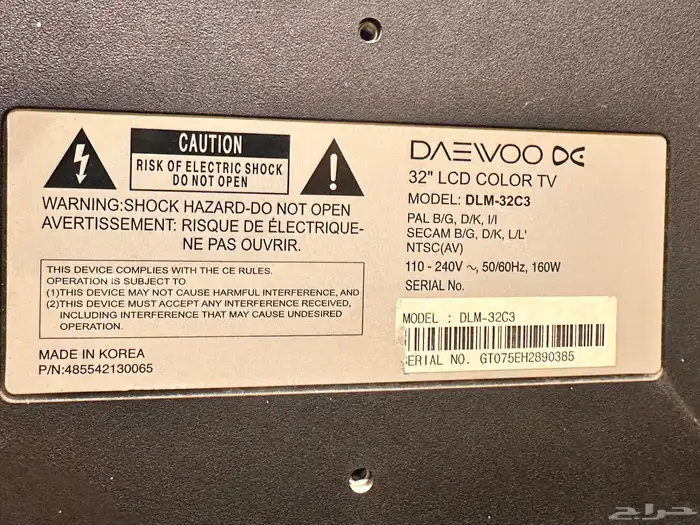 CAUTION
RISK OF ELECTRIC SHOCK
DO NOT OPEN
WARNING:SHOCK HAZARD-DO NOT OPEN
AVERTISSEMENT: RISQUE DE ÉLECTRIQUE-
NE PAS OUVRIR.
THIS DEVICE COMPLIES WITH THE CE RULES.
OPERATION IS SUBJECT TO
(1)THIS DEVICE MAY NOT CAUSE HARMFUL INTERFERENCE, AND
(2)THIS DEVICE MUST ACCEPT ANY INTERFERENCE RECEIVED,
INCLUDING INTERFERENCE THAT MAY CAUSE UNDESIRED
OPERATION.
MADE IN KOREA
P/N:485542130065
DAEWOO
32" LCD COLOR TV
MODEL: DLM-32C3
PAL B/G, D/K, I/I
SECAM B/G, D/K, L/L'
NTSC(AV)
110 - 240V ~, 50/60Hz, 160W
SERIAL No.
MODEL : DLM-32C3
SERIAL NO. GT075EH2890385
حراج